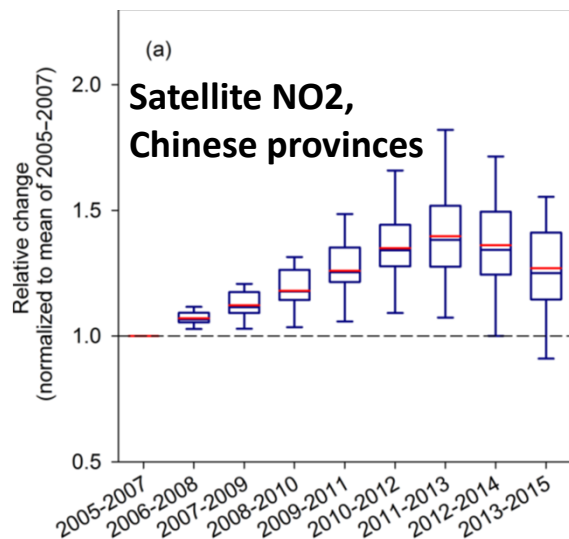 (a)
Satellite NO2,
Chinese provinces
Relative change
(normalized to mean of 2005–2007)
2.0
1.5
1.0
0.5
2005-2007
2006-2008
2007-2009
2008-2010
2009-2011
2010-2012
2011-2013
2012-2014
2013-2015